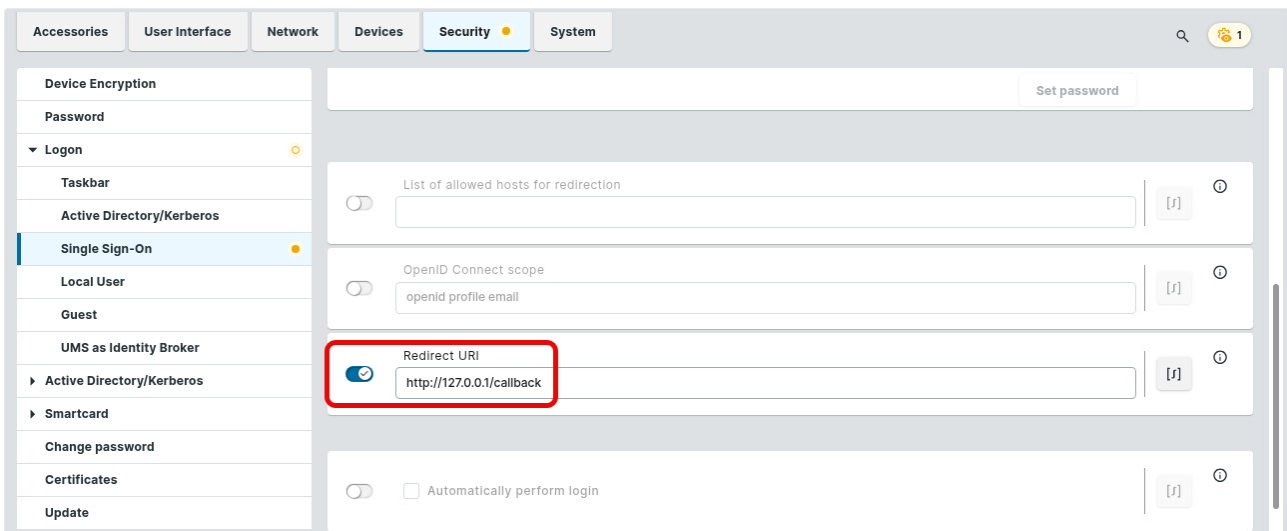 Accessories
User Interface
Network
Devices
Security
System
1
Device Encryption
Password
Logon
Taskbar
Active Directory/Kerberos
Single Sign-On
Local User
Guest
UMS as Identity Broker
Active Directory/Kerberos
Smartcard
Change password
Certificates
Update
Set password
List of allowed hosts for redirection
[ʃ]
OpenID Connect scope
openid profile email
[ʃ]
Redirect URI
http://127.0.0.1/callback
[ʃ]
Automatically perform login
[ʃ]